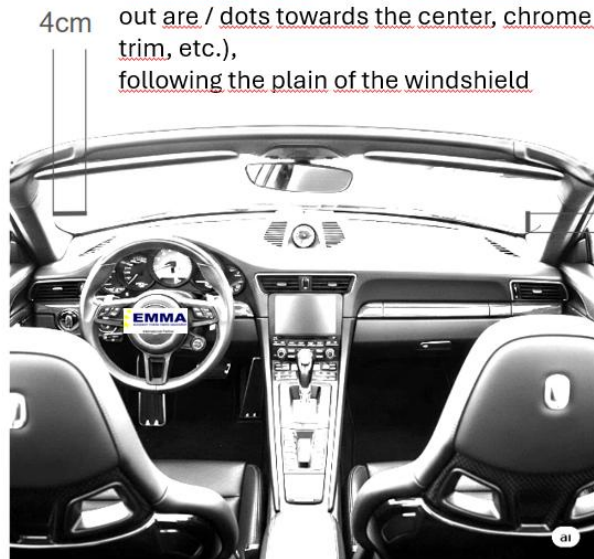 4cm
out are / dots towards the center, chrome
trim, etc.),
following the plain of the windshield
EMMA
ai